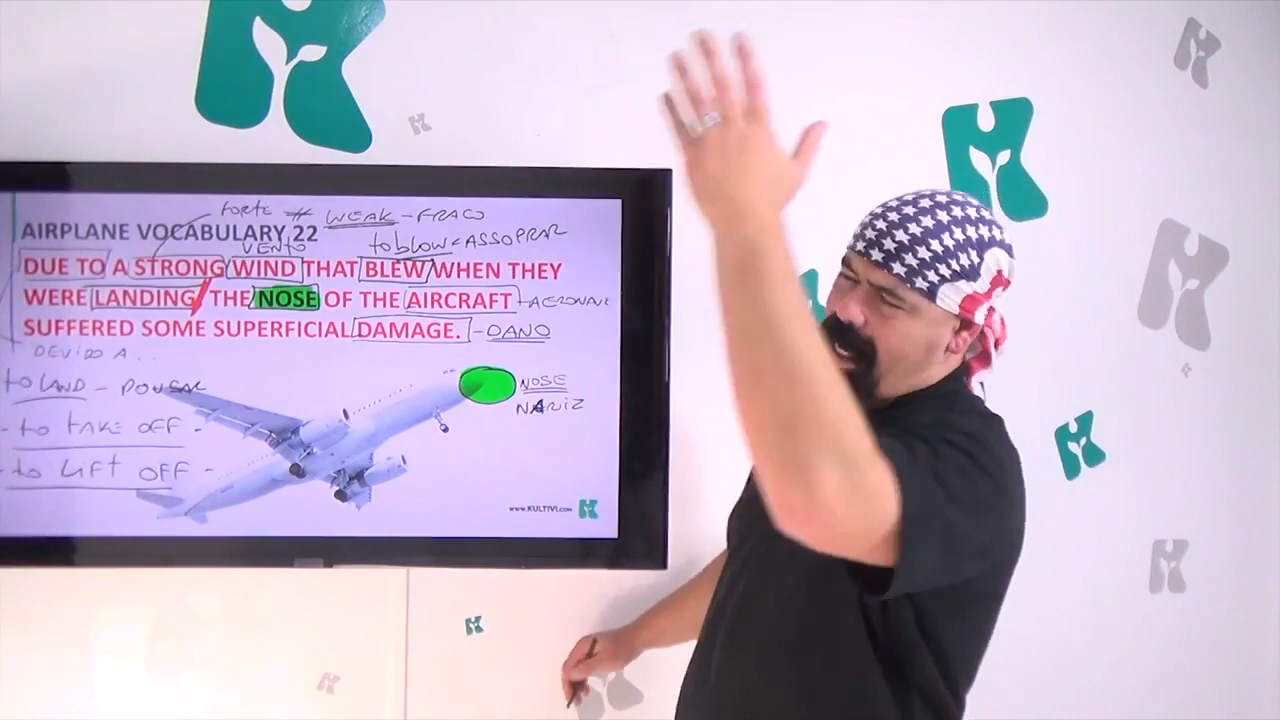 FORTE ≠ WEAK - FRACO
AIRPLANE VOCABULARY 22
VENTO to blow = ASSOPRAR
DUE TO A STRONG WIND THAT BLEW WHEN THEY
WERE LANDING/ THE NOSE OF THE AIRCRAFT - AERONAVE
SUFFERED SOME SUPERFICIAL DAMAGE. - DANO
DEVIDO A ...
to LAND - POUSAR
NOSE
NARIZ
- to TAKE OFF -
- to LIFT OFF -
www.KULTIVI.com